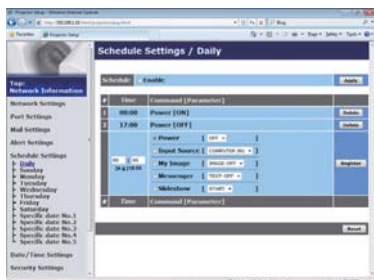 Schedule Settings / Daily
Top:
Network Information
Network Settings
Port Settings
Mail Settings
Alert Settings
Schedule Settings
Daily
Sunday
Monday
Tuesday
Wednesday
Thursday
Friday
Saturday
Specific date No.1
Specific date No.2
Specific date No.3
Specific date No.4
Specific date No.5
Date/Time Settings
Security Settings
Schedule Enable Apply
# Time Command [Parameter]
1 08:00 Power [ON] Delete
2 17:00 Power [OFF] Delete
Power [ OFF ]
Input Source [ COMPUTER IN1 ]
My Image [ IMAGE-OFF ]
Messenger [ TEXT-OFF ]
Slideshow [ START ]
Register
# Time Command [Parameter]
Reset